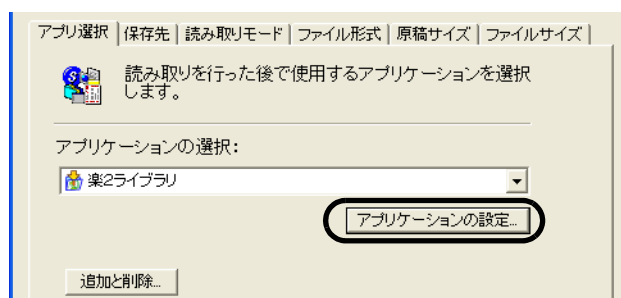 アプリ選択 保存先 読み取りモード ファイル形式 原稿サイズ ファイルサイズ
読み取りを行った後で使用するアプリケーションを選択
します。
アプリケーションの選択:
楽2ライブラリ
アプリケーションの設定...
追加と削除...